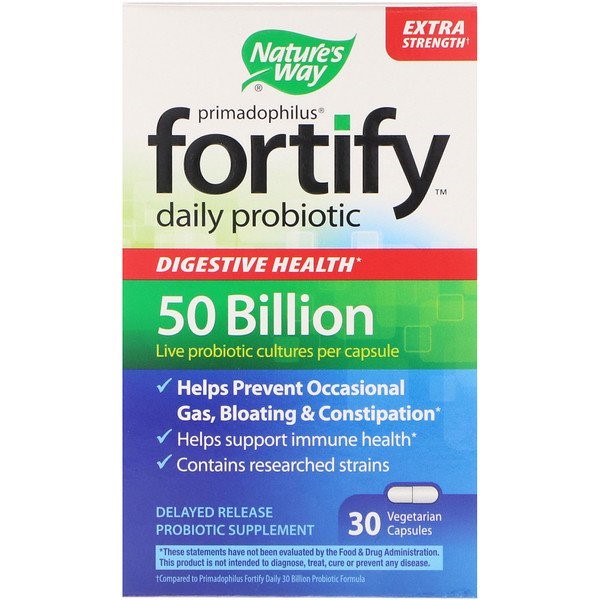 Nature's
Way®
EXTRA
STRENGTH†
primadophilus®
fortify™
daily probiotic
DIGESTIVE HEALTH*
50 Billion
Live probiotic cultures per capsule
✓ Helps Prevent Occasional
Gas, Bloating & Constipation*
✓ Helps support immune health*
✓ Contains researched strains
DELAYED RELEASE
PROBIOTIC SUPPLEMENT
30 Vegetarian
Capsules
*These statements have not been evaluated by the Food & Drug Administration.
This product is not intended to diagnose, treat, cure or prevent any disease.
†Compared to Primadophilus Fortify Daily 30 Billion Probiotic Formula